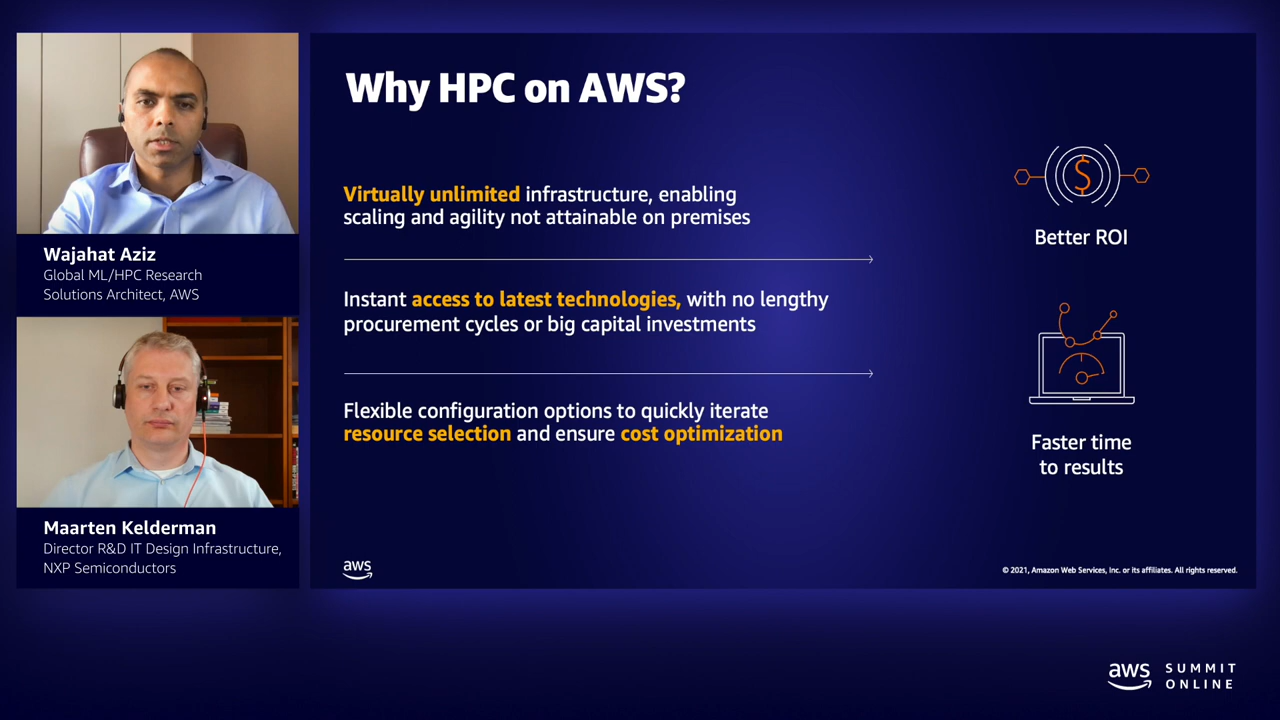 Wajahat Aziz
Global ML/HPC Research
Solutions Architect, AWS
Maarten Kelderman
Director R&D IT Design Infrastructure,
NXP Semiconductors
Why HPC on AWS?
Virtually unlimited infrastructure, enabling
scaling and agility not attainable on premises
Instant access to latest technologies, with no lengthy
procurement cycles or big capital investments
Flexible configuration options to quickly iterate
resource selection and ensure cost optimization
$
Better ROI
Faster time
to results
aws
© 2021, Amazon Web Services, Inc. or its affiliates. All rights reserved.
aws
SUMMIT
ONLINE